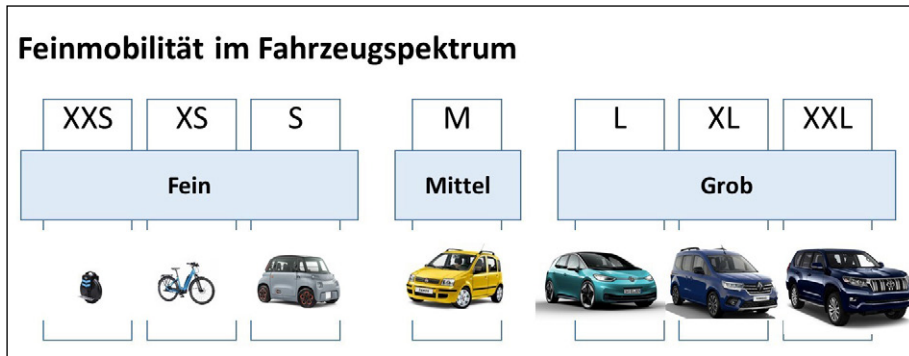 Feinmobilität im Fahrzeugspektrum
XXS XS S M L XL XXL
Fein Mittel Grob